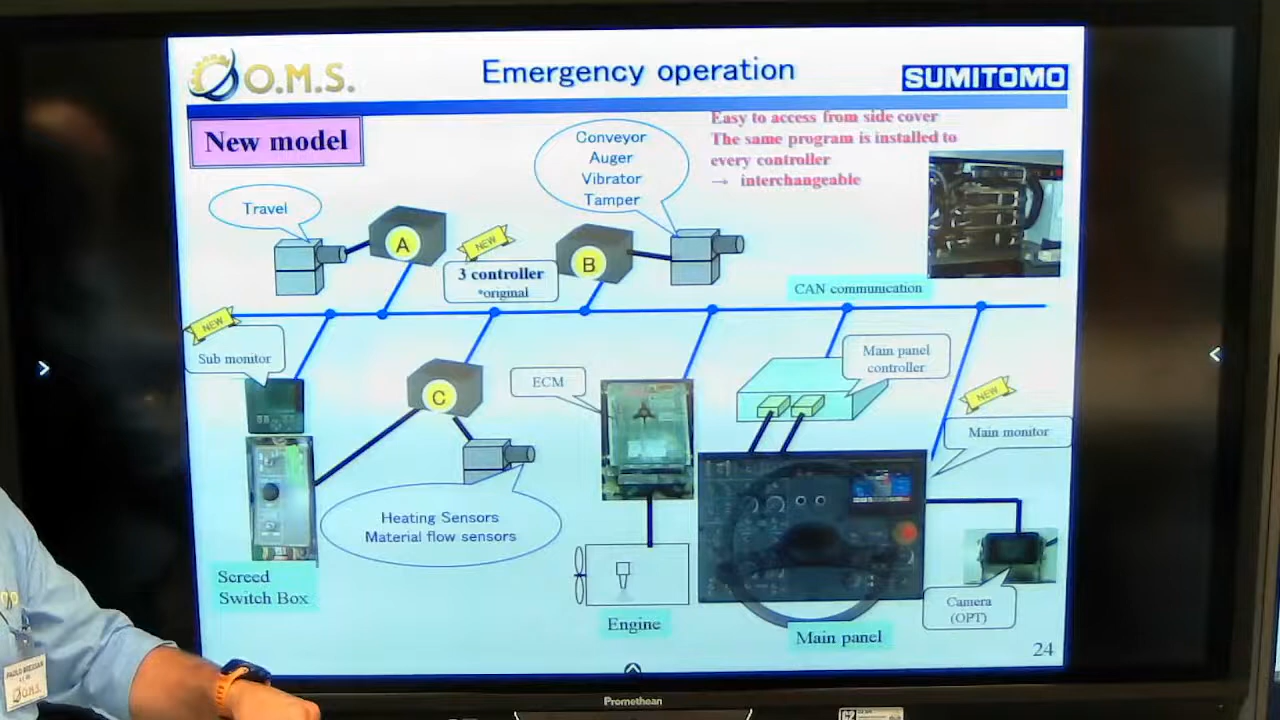 O.M.S.
Emergency operation
SUMITOMO
New model
Easy to access from side cover
The same program is installed to
every controller
→ interchangeable
Conveyor
Auger
Vibrator
Tamper
Travel
A
NEW
B
3 controller
*original
CAN communication
NEW
Sub monitor
Main panel
controller
ECM
C
NEW
Main monitor
Heating Sensors
Material flow sensors
Screed
Switch Box
Camera
(OPT)
Engine
Main panel
24
Promethean
O.M.S.